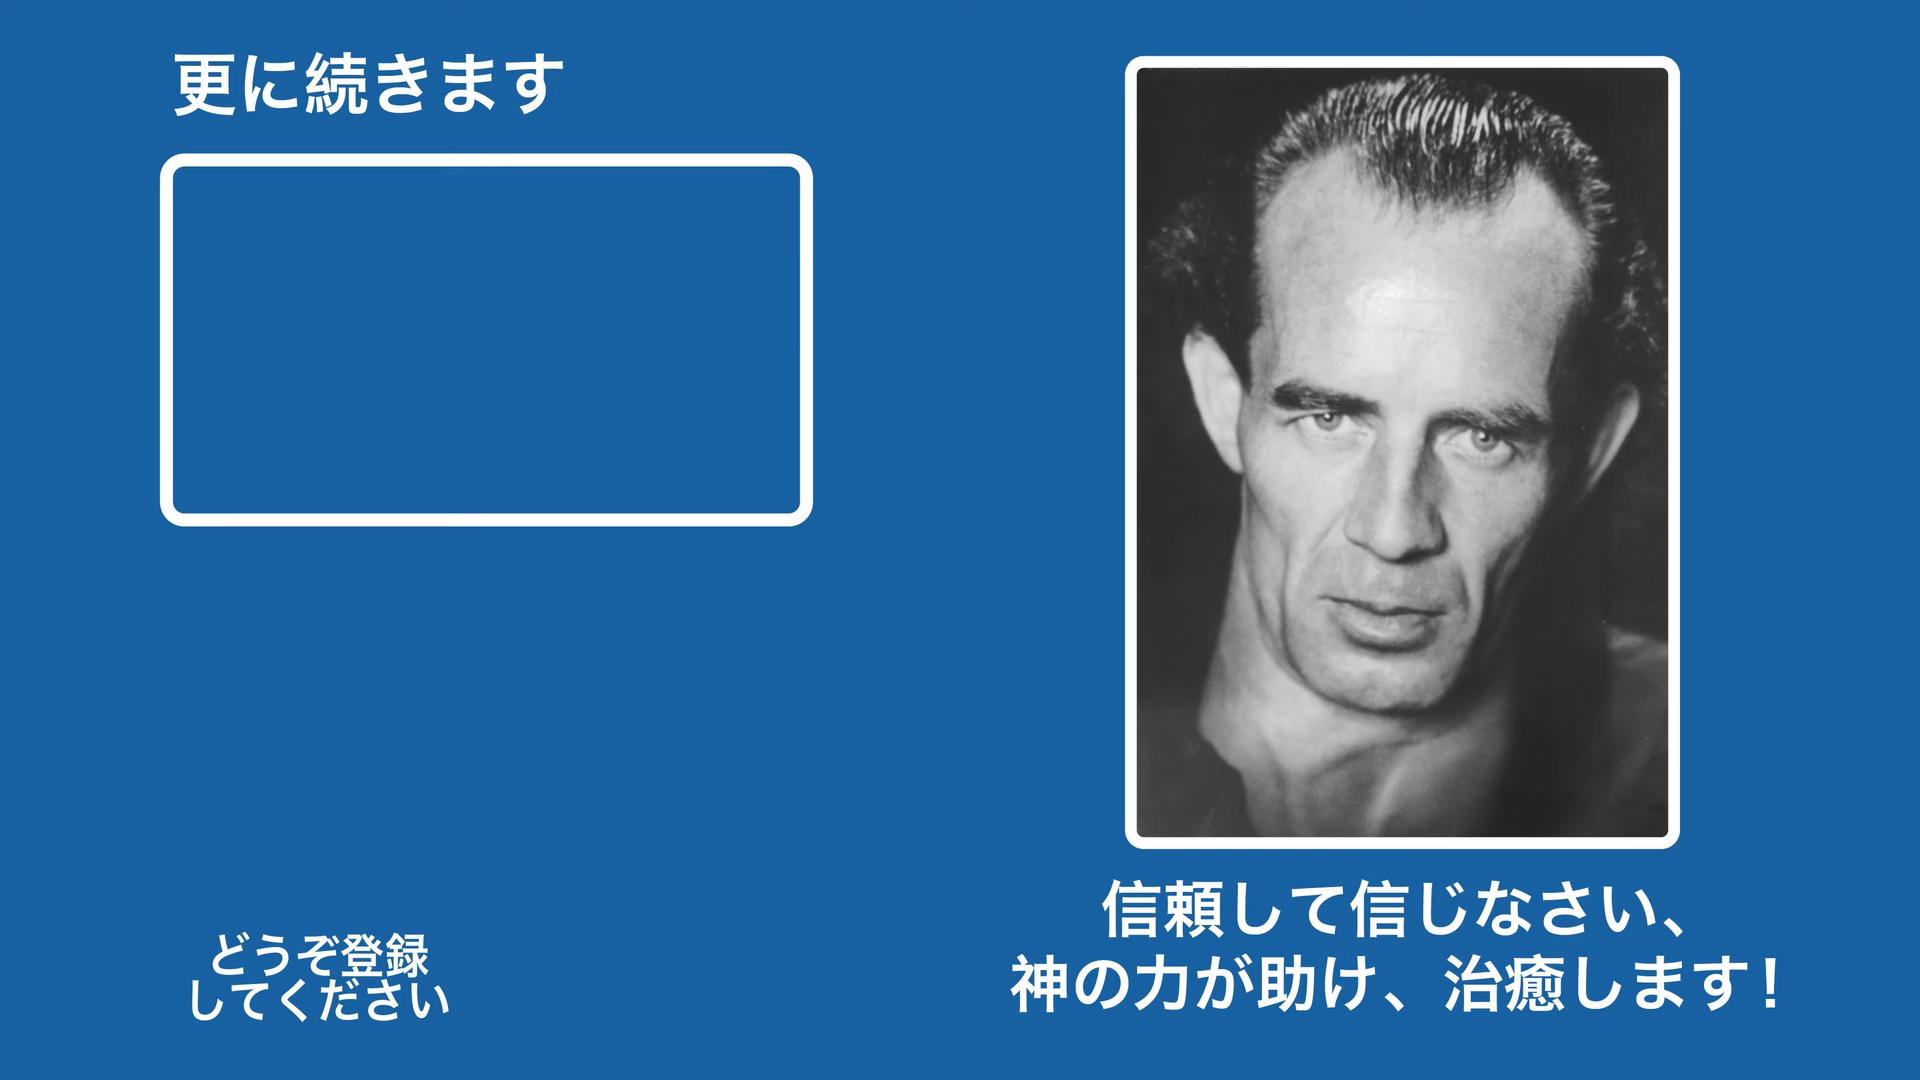 更に続きます
どうぞ登録
してください
信頼して信じなさい、
神の力が助け、治癒します!